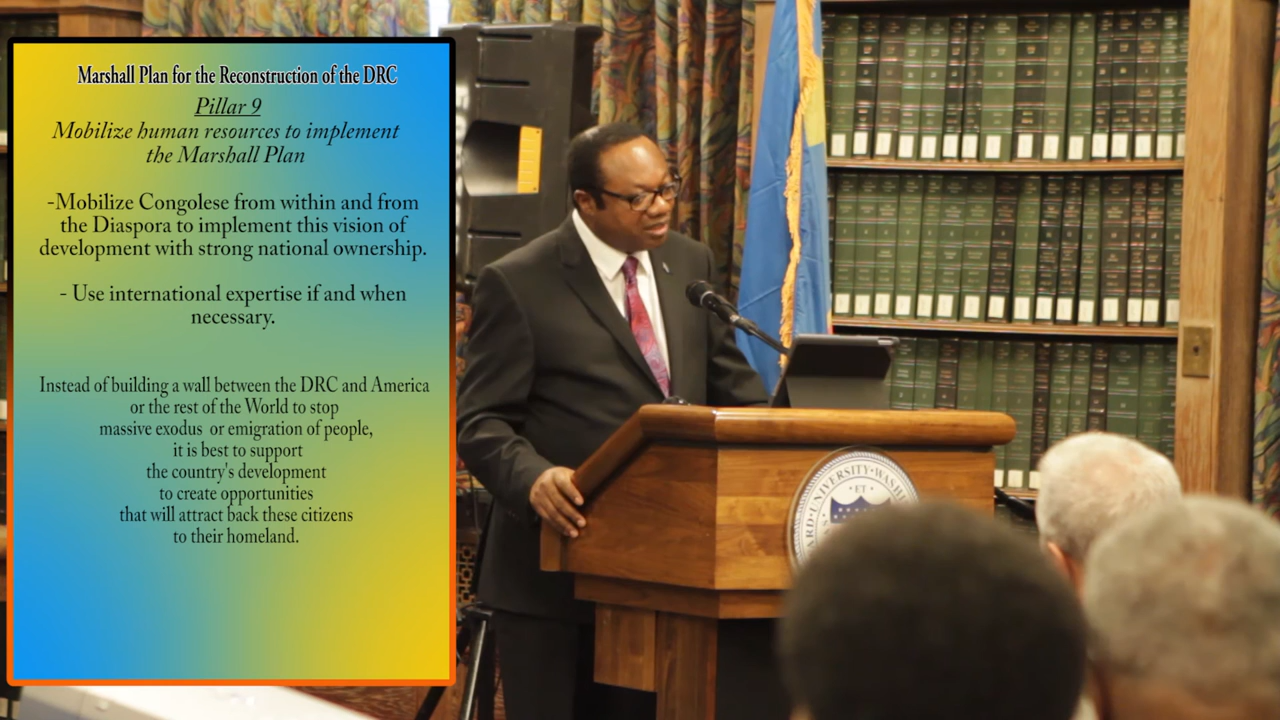 Marshall Plan for the Reconstruction of the DRC
Pillar 9
Mobilize human resources to implement
the Marshall Plan
-Mobilize Congolese from within and from
the Diaspora to implement this vision of
development with strong national ownership.
- Use international expertise if and when
necessary.
Instead of building a wall between the DRC and America
or the rest of the World to stop
massive exodus or emigration of people,
it is best to support
the country's development
to create opportunities
that will attract back these citizens
to their homeland.
UNIVERSITY
ET